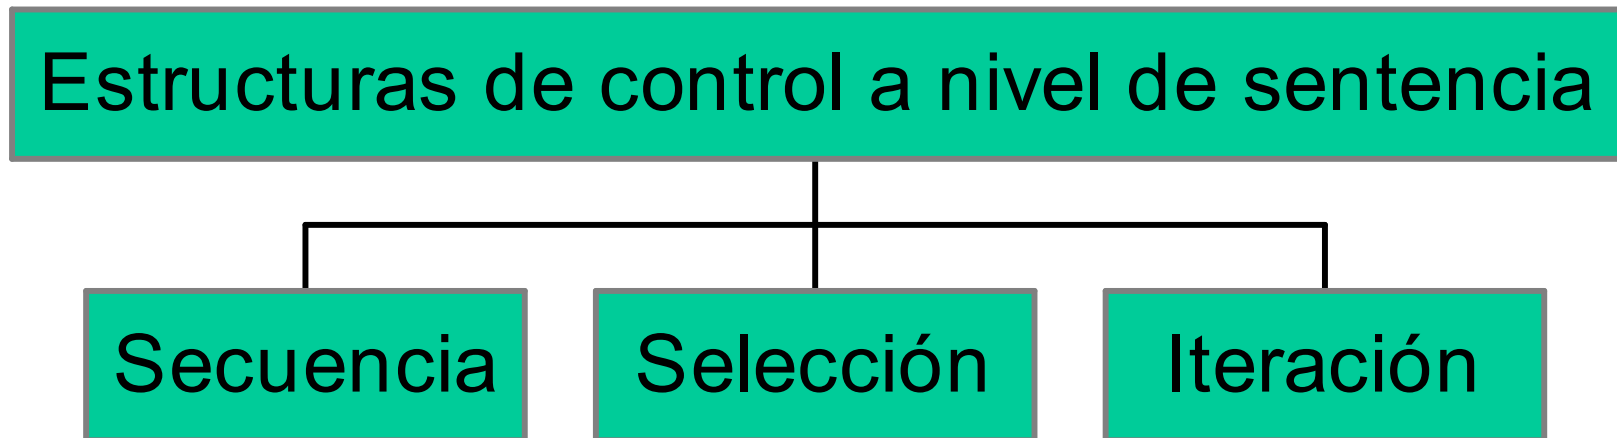 Estructuras de control a nivel de sentencia
Secuencia
Selección
Iteración